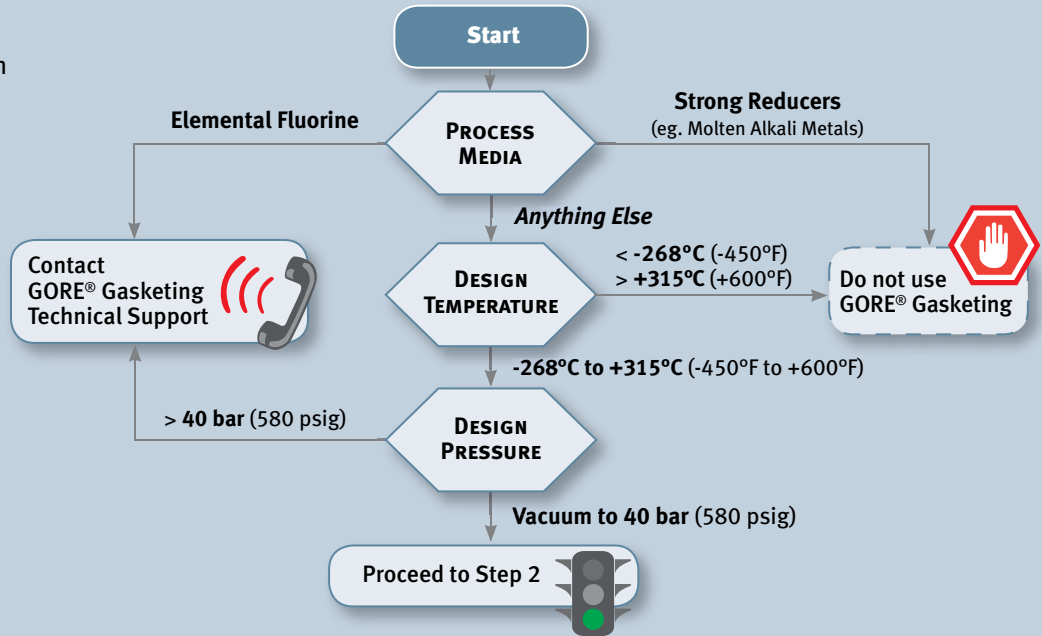 Start
Elemental Fluorine
PROCESS
MEDIA
Strong Reducers
(eg. Molten Alkali Metals)
Anything Else
Contact
GORE® Gasketing
Technical Support
DESIGN
TEMPERATURE
< -268°C (-450°F)
> +315°C (+600°F)
Do not use
GORE® Gasketing
-268°C to +315°C (-450°F to +600°F)
> 40 bar (580 psig)
DESIGN
PRESSURE
Vacuum to 40 bar (580 psig)
Proceed to Step 2